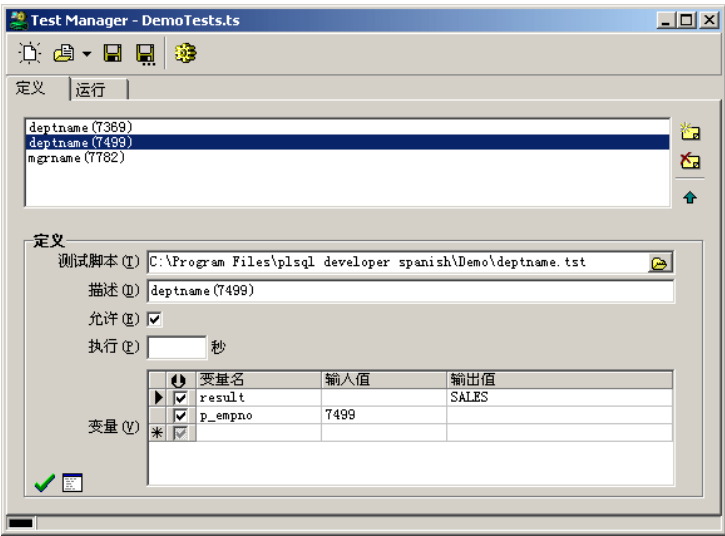 Test Manager - DemoTests.ts
定义 运行
deptname(7369)
deptname(7499)
mgrname(7782)
定义
测试脚本(T) C:\Program Files\plsql developer spanish\Demo\deptname.tst
描述(D) deptname(7499)
允许(E)
执行(P) 秒
变量名 输入值 输出值
result SALES
p_empno 7499
变量(V)